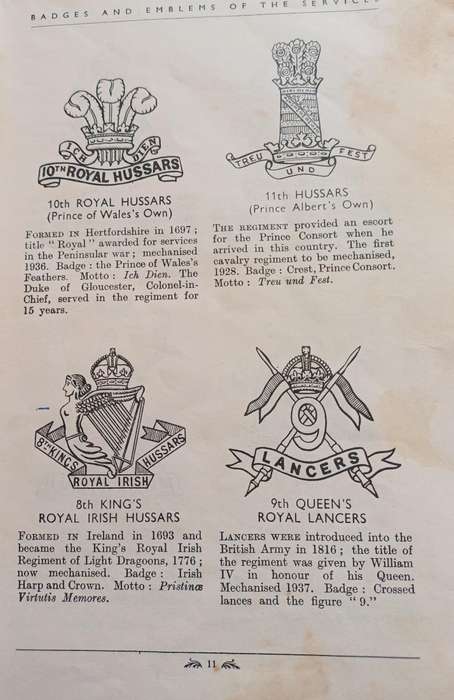 BADGES AND EMBLEMS OF THE SERVICES
ICH DIEN
10TH ROYAL HUSSARS
10th ROYAL HUSSARS
(Prince of Wales's Own)
FORMED IN Hertfordshire in 1697 ;
title " Royal " awarded for services
in the Peninsular war ; mechanised
1936. Badge : the Prince of Wales's
Feathers. Motto : Ich Dien. The
Duke of Gloucester, Colonel-in-
Chief, served in the regiment for
15 years.
TREU UND FEST
11th HUSSARS
(Prince Albert's Own)
THE REGIMENT provided an escort
for the Prince Consort when he
arrived in this country. The first
cavalry regiment to be mechanised,
1928. Badge : Crest, Prince Consort.
Motto : Treu und Fest.
8TH KINGS
ROYAL IRISH
HUSSARS
8th KING'S
ROYAL IRISH HUSSARS
FORMED IN Ireland in 1693 and
became the King's Royal Irish
Regiment of Light Dragoons, 1776 ;
now mechanised. Badge : Irish
Harp and Crown. Motto : Pristinæ
Virtutis Memores.
9
LANCERS
9th QUEEN'S
ROYAL LANCERS
LANCERS WERE introduced into the
British Army in 1816 ; the title of
the regiment was given by William
IV in honour of his Queen.
Mechanised 1937. Badge : Crossed
lances and the figure " 9."
11